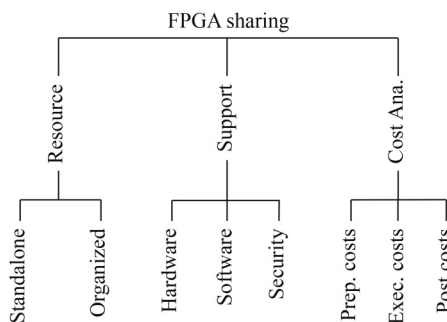 FPGA sharing
Resource
Support
Cost Ana.
Standalone
Organized
Hardware
Software
Security
Prep. costs
Exec. costs
Post costs